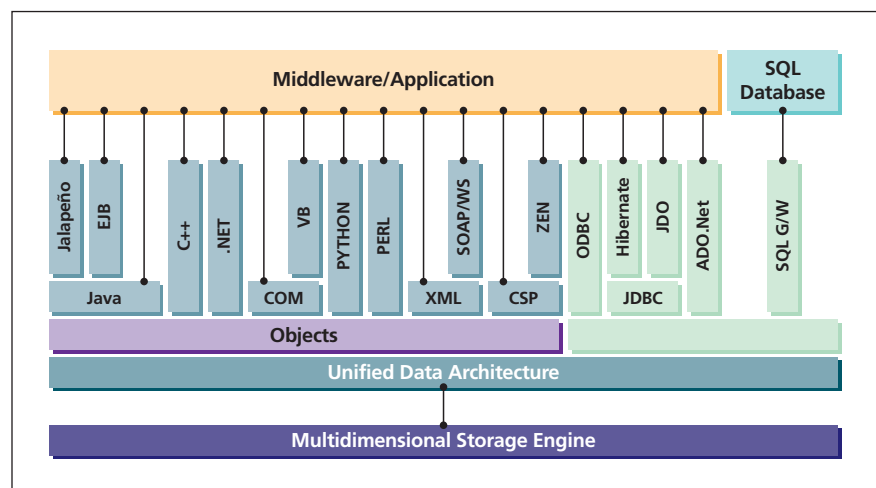 Middleware/Application
SQL
Database
Jalapeño
EJB
C++
.NET
VB
PYTHON
PERL
SOAP/WS
ZEN
ODBC
Hibernate
JDO
ADO.Net
SQL G/W
Java
COM
XML
CSP
JDBC
Objects
Unified Data Architecture
Multidimensional Storage Engine